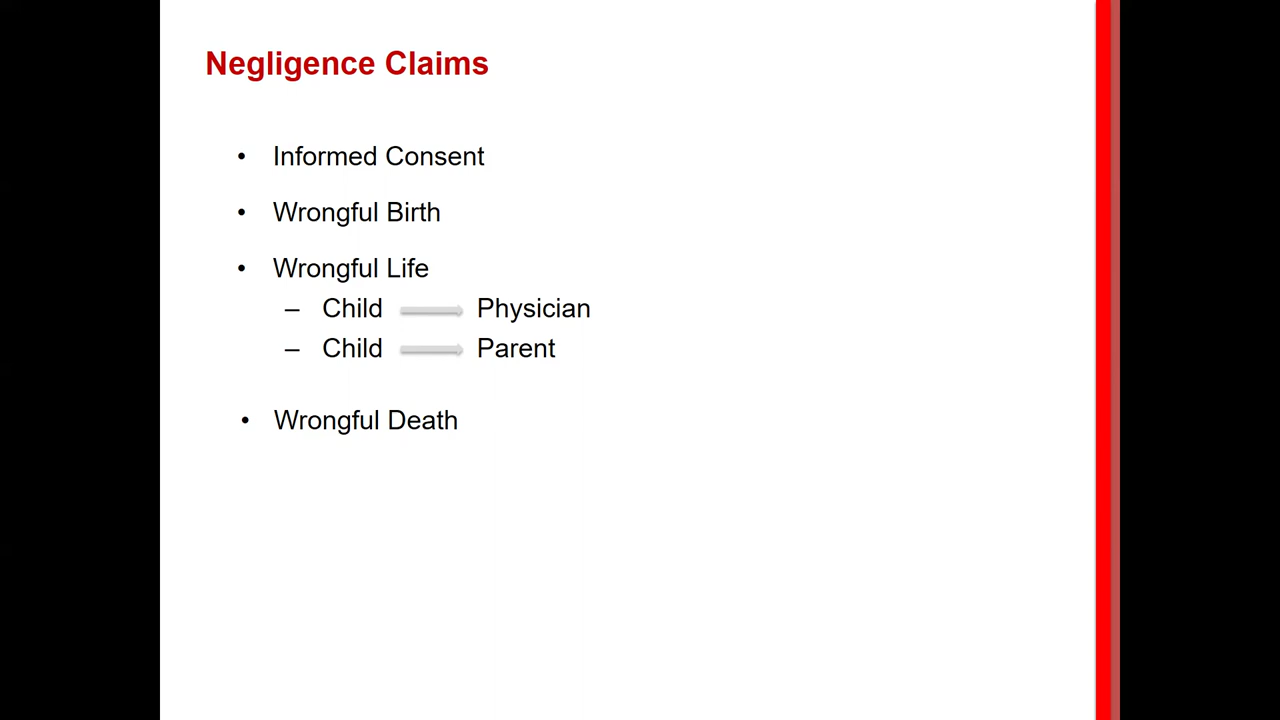 Negligence Claims
• Informed Consent
• Wrongful Birth
• Wrongful Life
– Child Physician
– Child Parent
• Wrongful Death